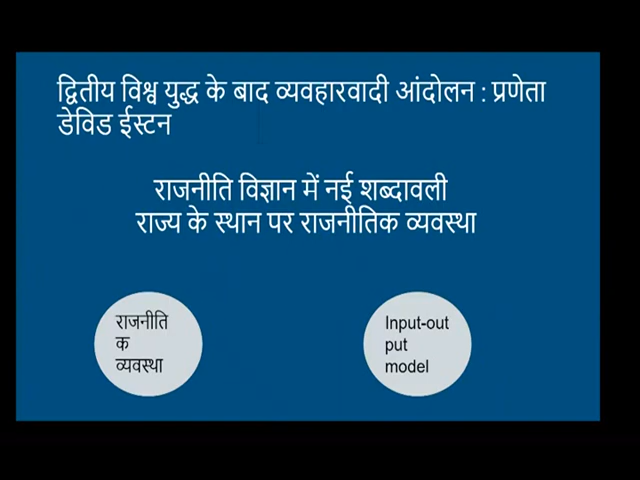 द्वितीय विश्व युद्ध के बाद व्यवहारवादी आंदोलन : प्रणेता
डेविड ईस्टन
राजनीति विज्ञान में नई शब्दावली
राज्य के स्थान पर राजनीतिक व्यवस्था
राजनीति
क
व्यवस्था
Input-out
put
model